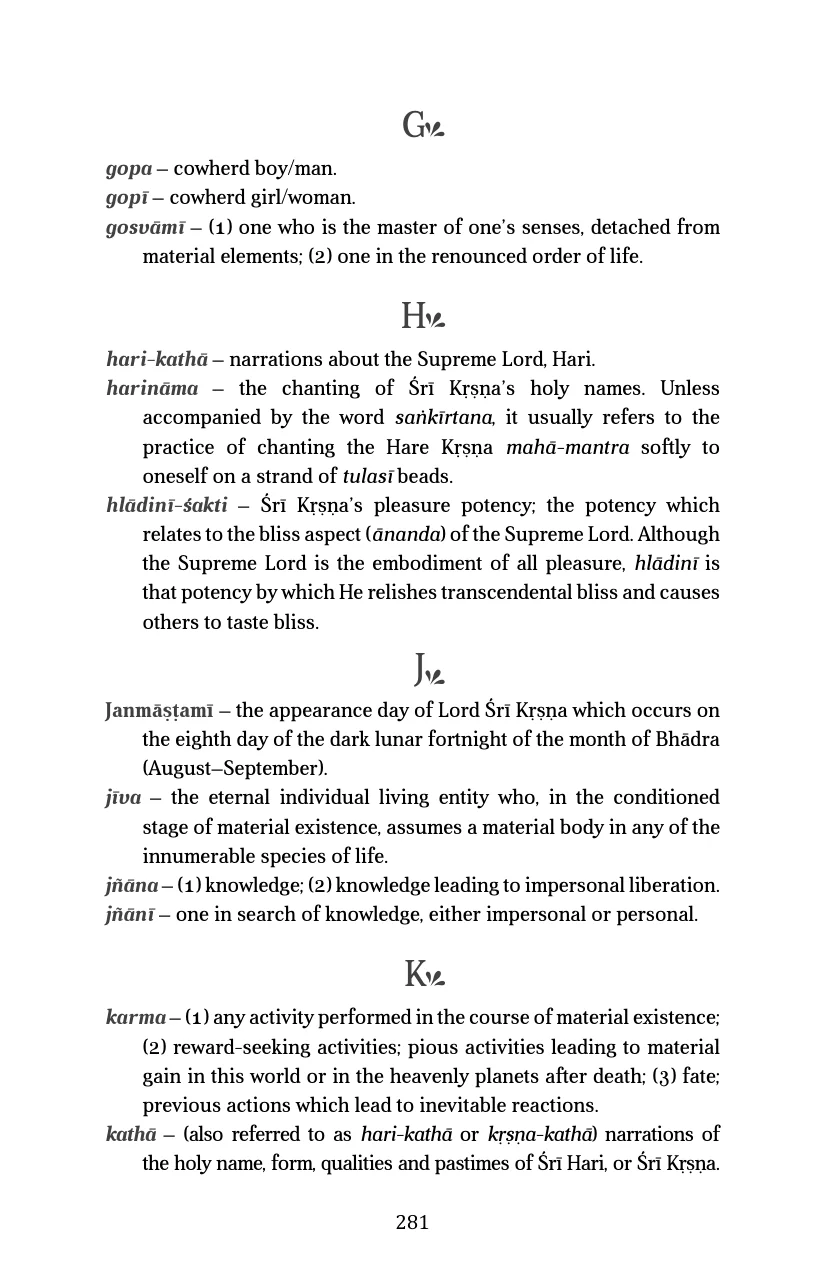 G
gopa – cowherd boy/man.
gopī – cowherd girl/woman.
gosvāmī – (1) one who is the master of one’s senses, detached from
material elements; (2) one in the renounced order of life.
H
hari-kathā – narrations about the Supreme Lord, Hari.
harināma – the chanting of Śrī Kṛṣṇa’s holy names. Unless
accompanied by the word saṅkīrtana, it usually refers to the
practice of chanting the Hare Kṛṣṇa mahā-mantra softly to
oneself on a strand of tulasī beads.
hlādinī-śakti – Śrī Kṛṣṇa’s pleasure potency; the potency which
relates to the bliss aspect (ānanda) of the Supreme Lord. Although
the Supreme Lord is the embodiment of all pleasure, hlādinī is
that potency by which He relishes transcendental bliss and causes
others to taste bliss.
J
Janmāṣṭamī – the appearance day of Lord Śrī Kṛṣṇa which occurs on
the eighth day of the dark lunar fortnight of the month of Bhādra
(August–September).
jīva – the eternal individual living entity who, in the conditioned
stage of material existence, assumes a material body in any of the
innumerable species of life.
jñāna – (1) knowledge; (2) knowledge leading to impersonal liberation.
jñānī – one in search of knowledge, either impersonal or personal.
K
karma – (1) any activity performed in the course of material existence;
(2) reward-seeking activities; pious activities leading to material
gain in this world or in the heavenly planets after death; (3) fate;
previous actions which lead to inevitable reactions.
kathā – (also referred to as hari-kathā or kṛṣṇa-kathā) narrations of
the holy name, form, qualities and pastimes of Śrī Hari, or Śrī Kṛṣṇa.
281